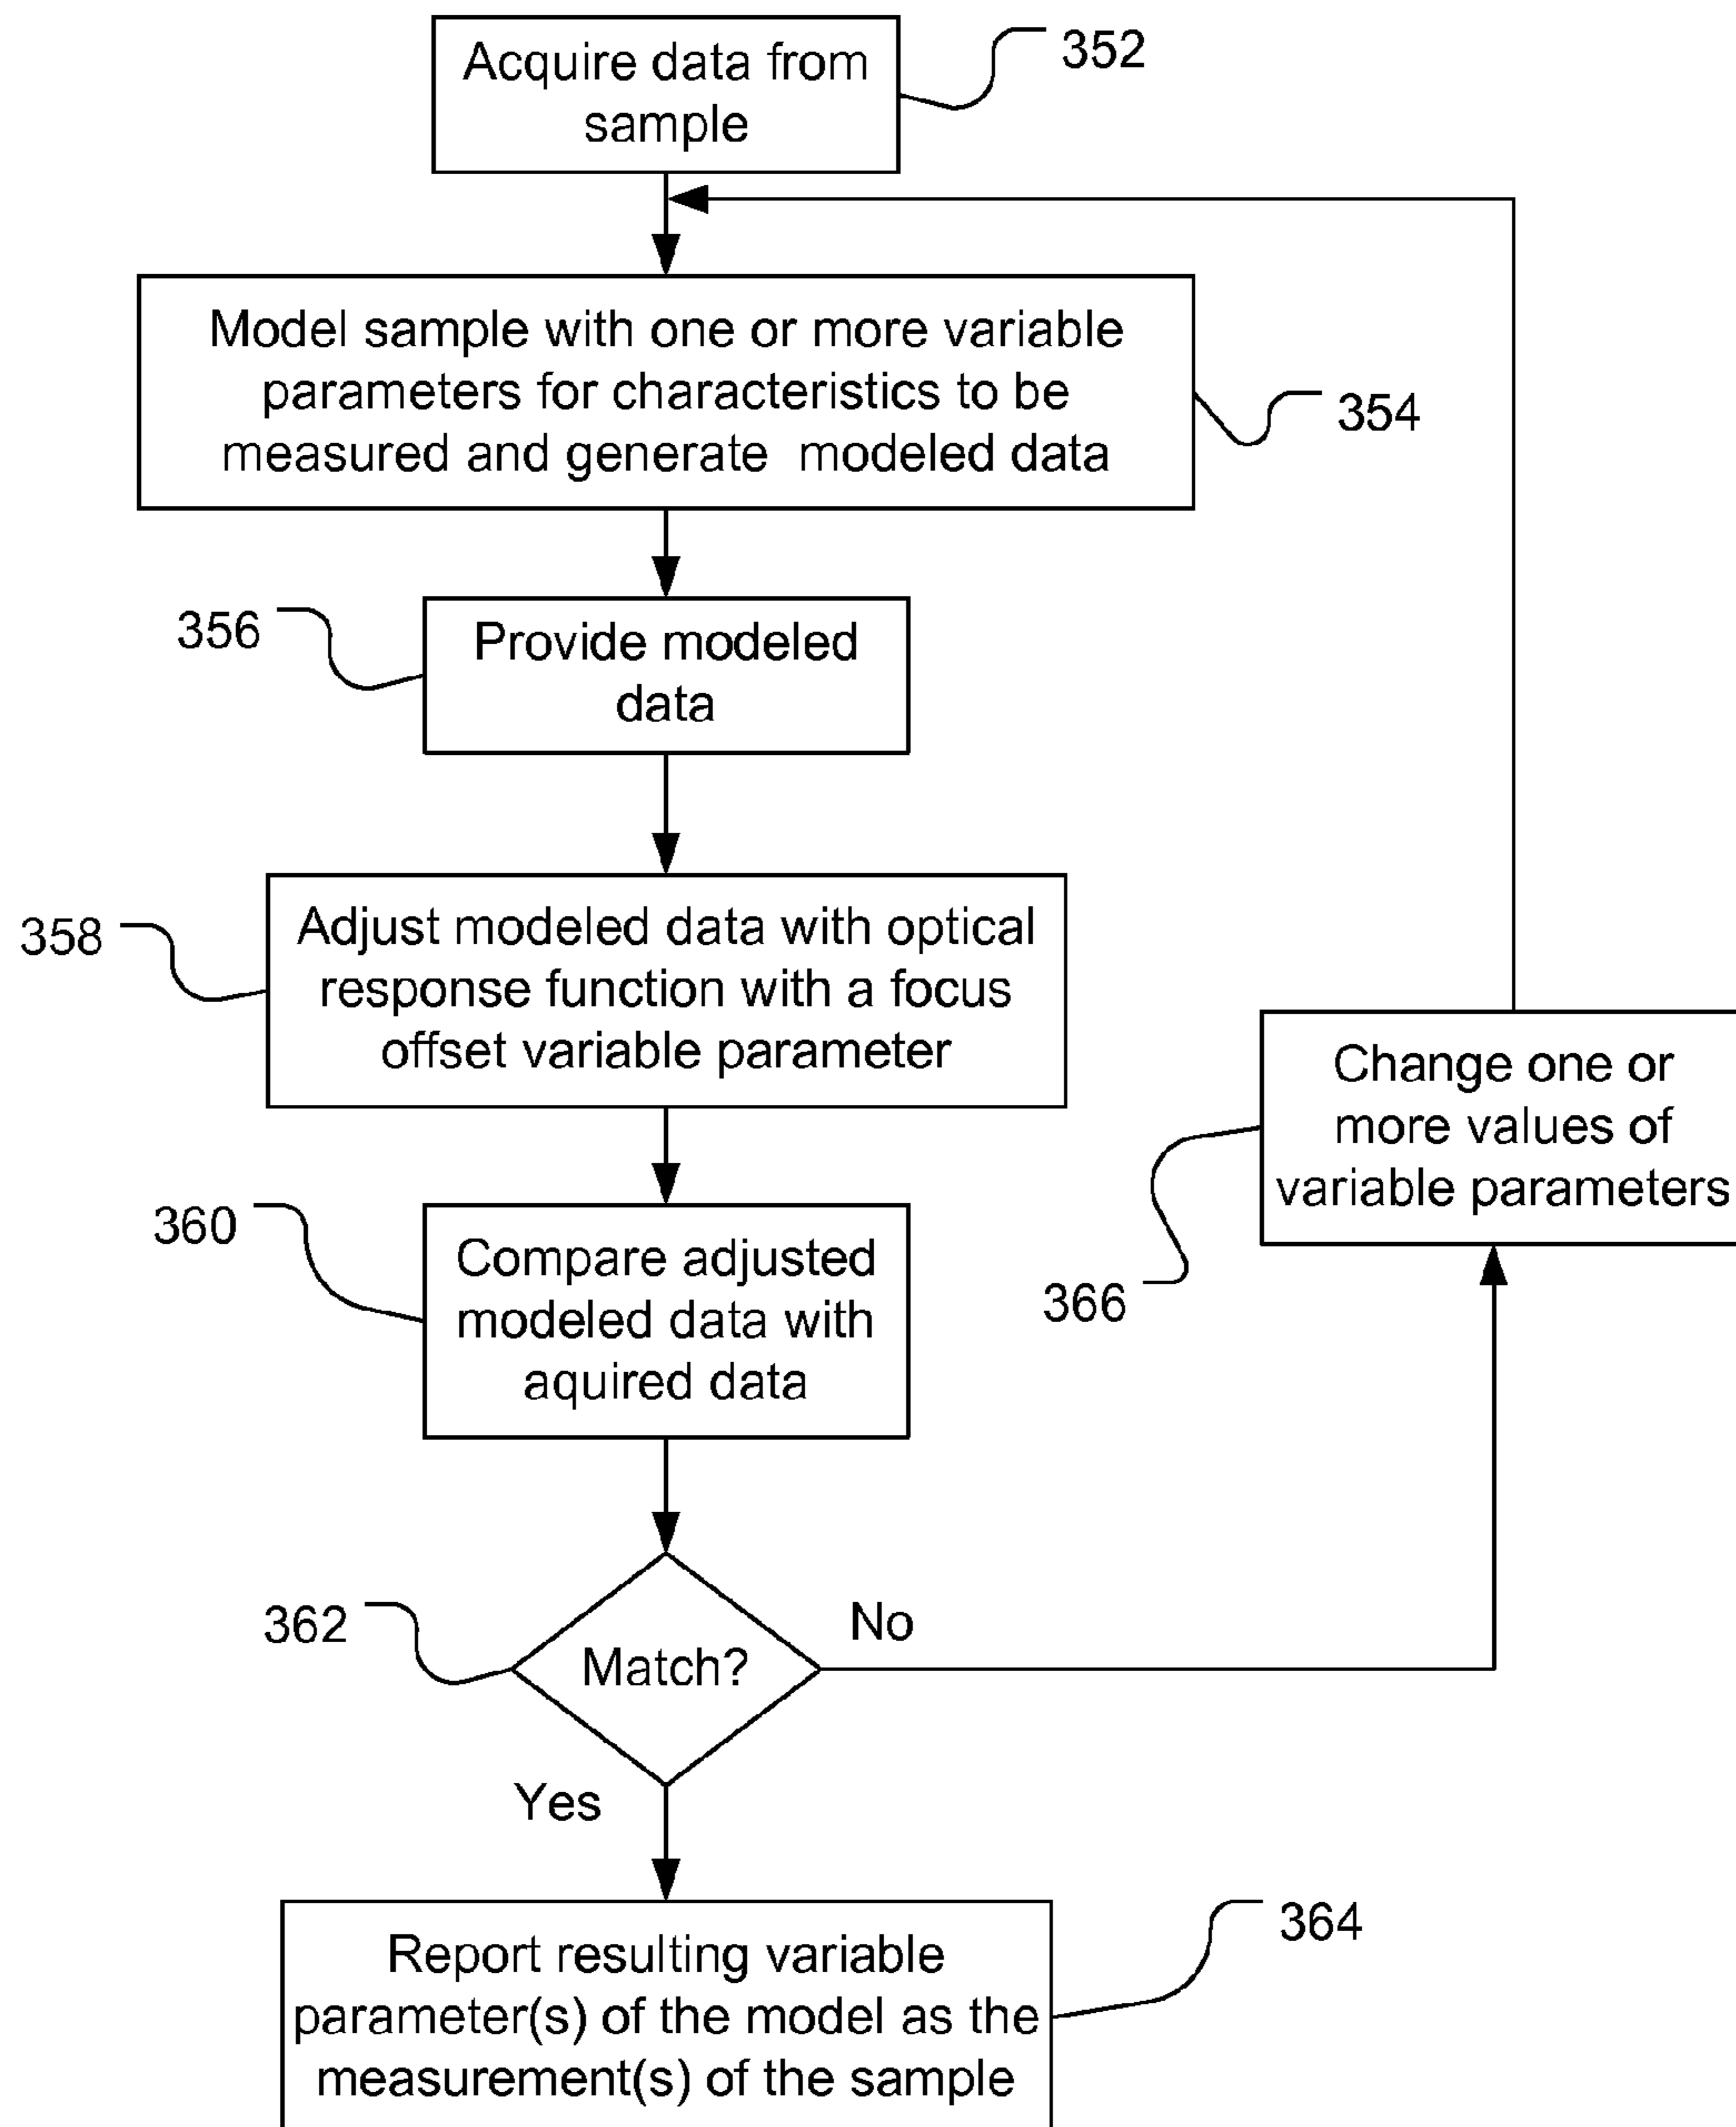 Acquire data from
sample
352
Model sample with one or more variable
parameters for characteristics to be
measured and generate modeled data
354
356
Provide modeled
data
358
Adjust modeled data with optical
response function with a focus
offset variable parameter
Change one or
more values of
variable parameters
366
360
Compare adjusted
modeled data with
aquired data
362
Match?
No
Yes
364
Report resulting variable
parameter(s) of the model as the
measurement(s) of the sample